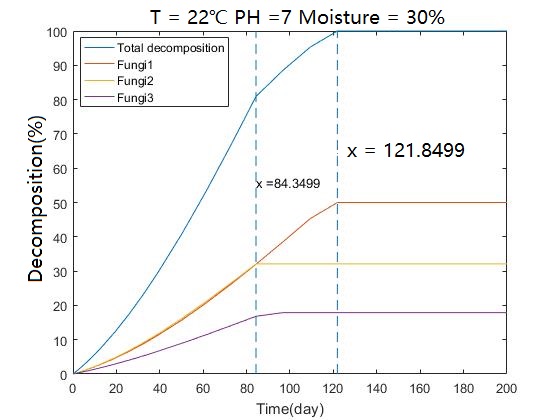 T = 22℃ PH =7 Moisture = 30%
100
90
80
70
60
50
40
30
20
10
0
Decomposition(%)
Total decomposition
Fungi1
Fungi2
Fungi3
x = 121.8499
x =84.3499
0 20 40 60 80 100 120 140 160 180 200
Time(day)